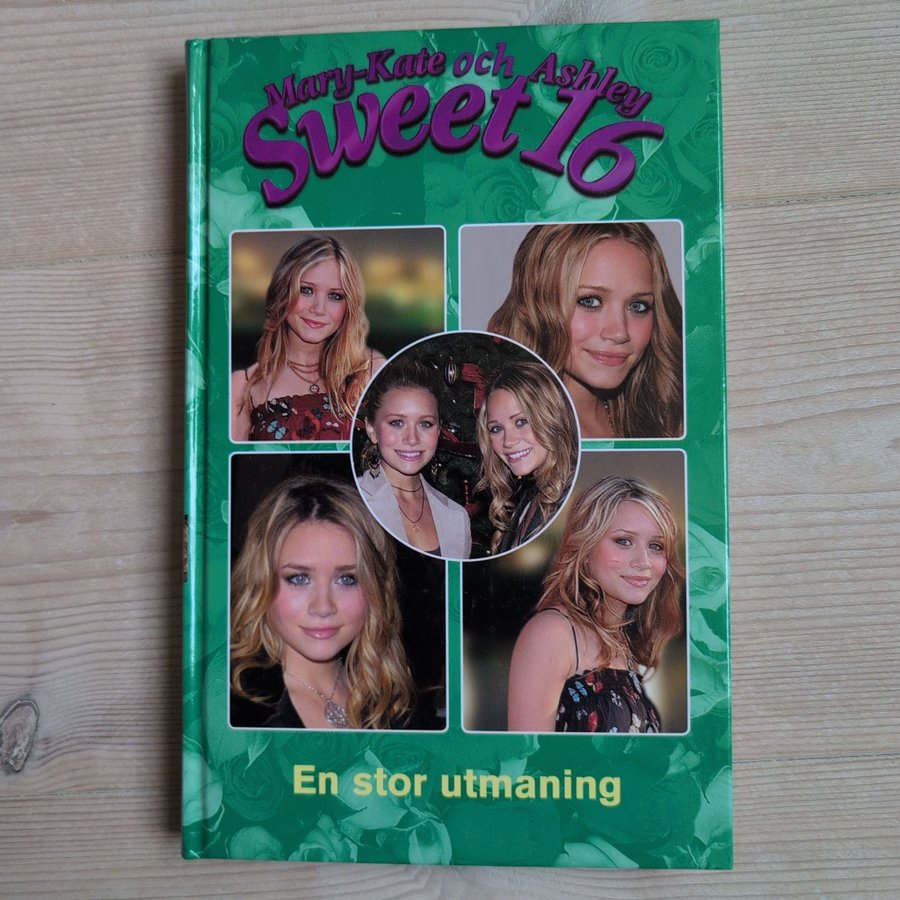 Mary-Kate och Ashley
Sweet 16
En stor utmaning